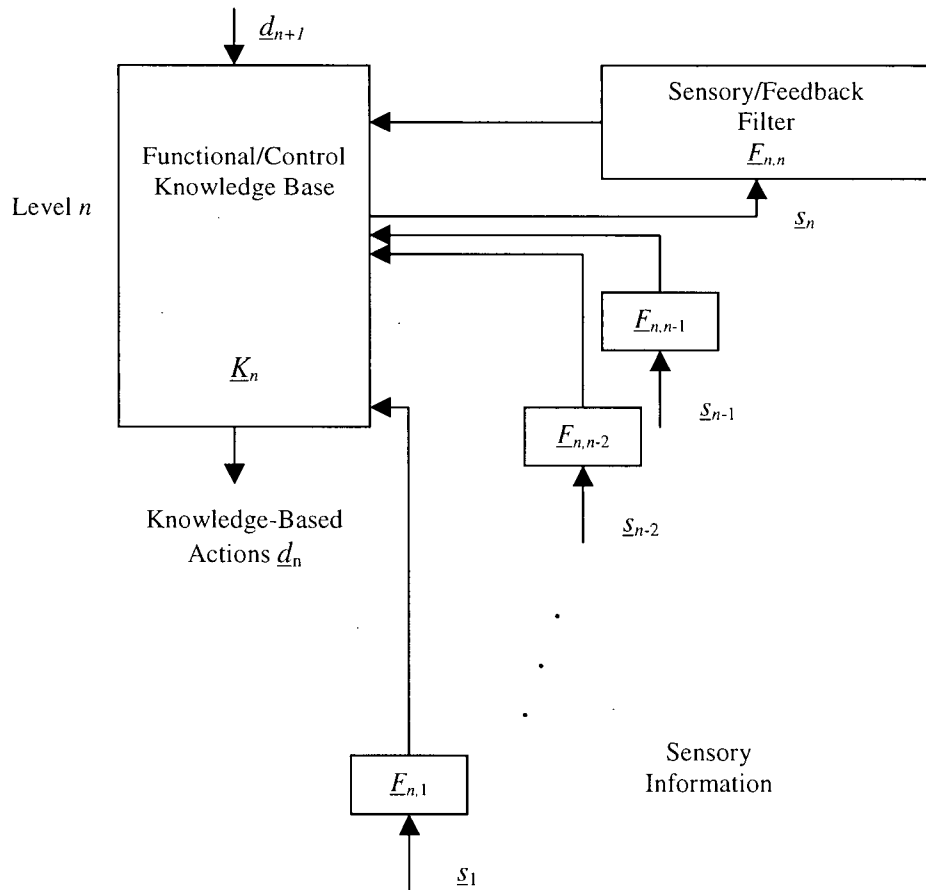 d_{n+1}
Sensory/Feedback
Filter
F_{n,n}
Functional/Control
Knowledge Base
Level n
s_n
F_{n,n-1}
K_n
s_{n-1}
F_{n,n-2}
Knowledge-Based
Actions d_n
s_{n-2}
Sensory
Information
F_{n,1}
s_1